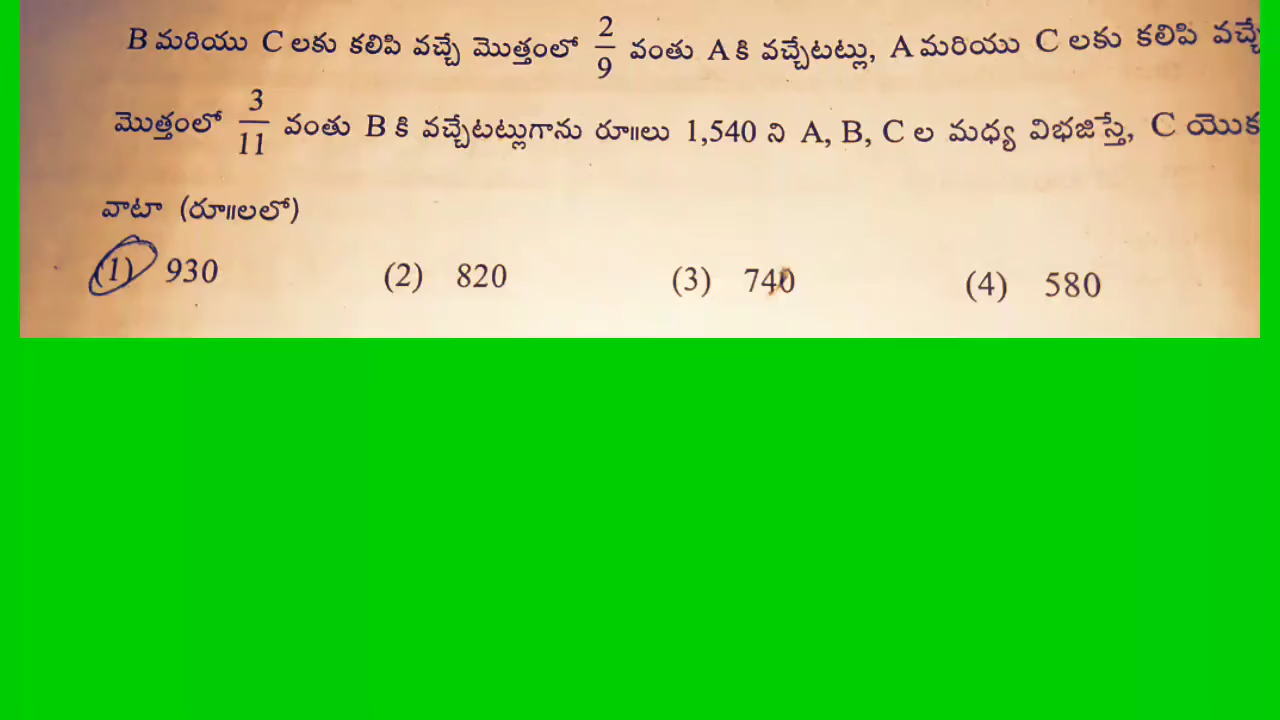 B మరియు C లకు కలిపి వచ్చే మొత్తంలో 2/9 వంతు A కి వచ్చేటట్లు, A మరియు C లకు కలిపి వచ్చే
మొత్తంలో 3/11 వంతు B కి వచ్చేటట్లుగాను రూ॥లు 1,540 ని A, B, C ల మధ్య విభజిస్తే, C యొక
వాటా (రూ॥లలో)
(1) 930 (2) 820 (3) 740 (4) 580